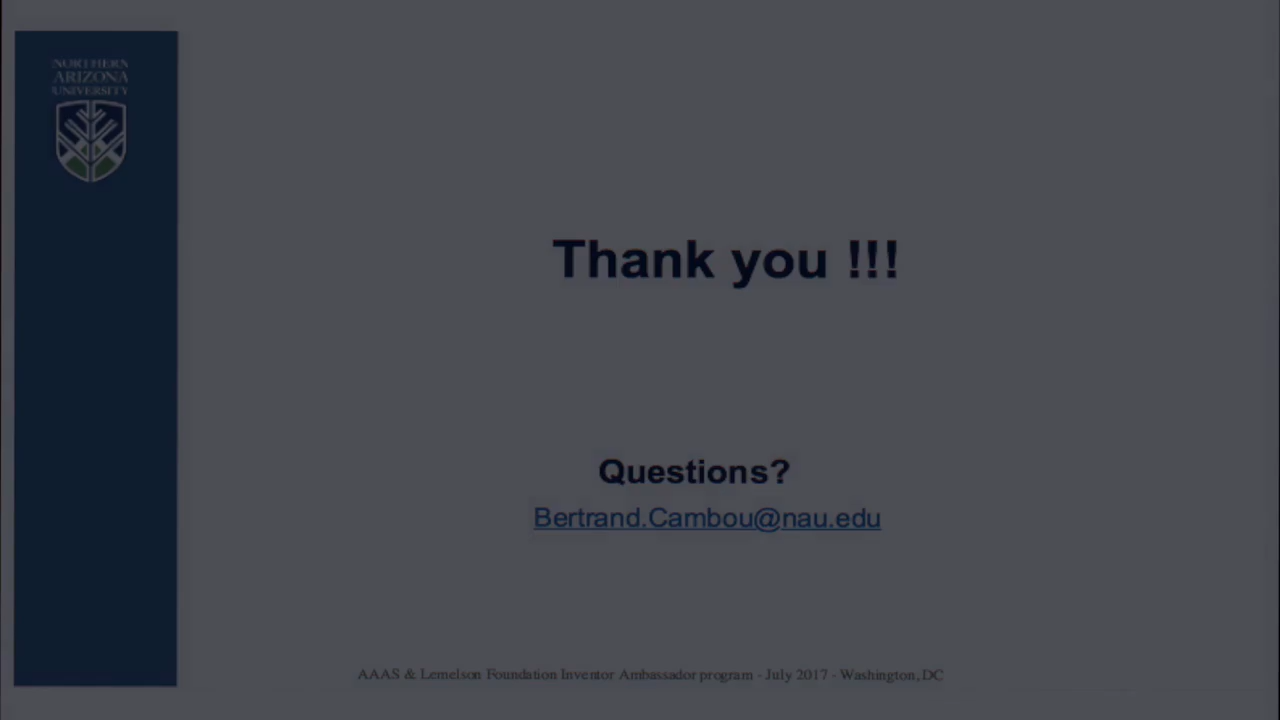 NORTHERN
ARIZONA
UNIVERSITY
Thank you !!!
Questions?
Bertrand.Cambou@nau.edu
AAAS & Lemelson Foundation Inventor Ambassador program - July 2017 - Washington, DC